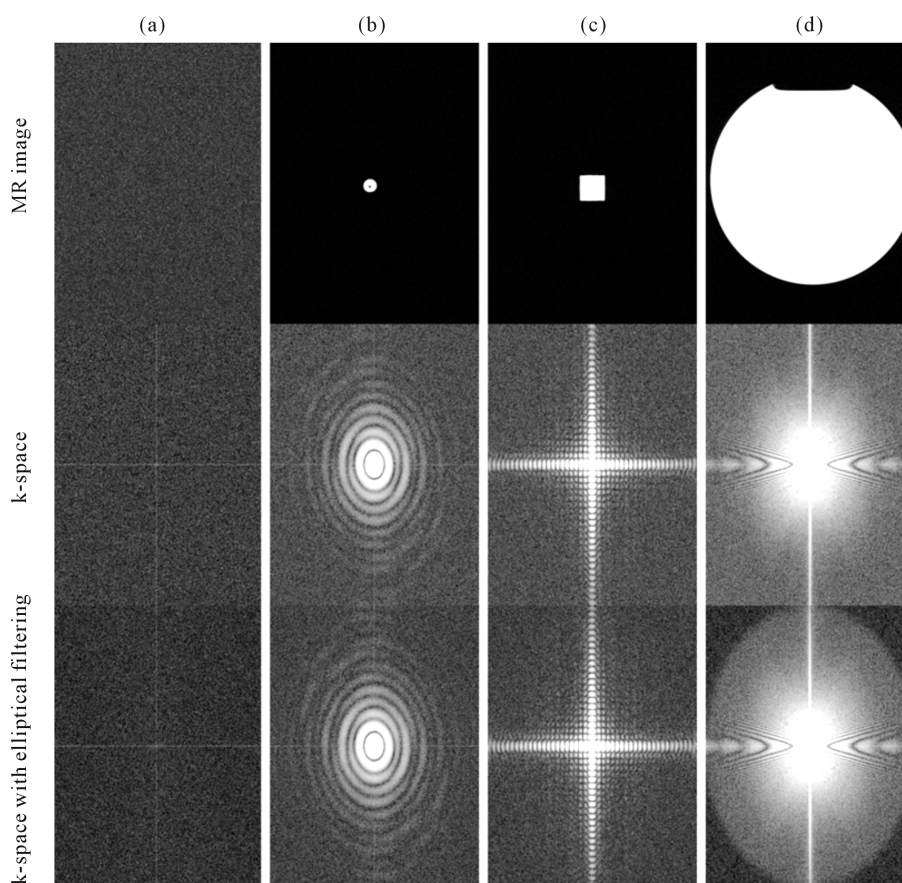 (a)
(b)
(c)
(d)
MR image
k-space
k-space with elliptical filtering